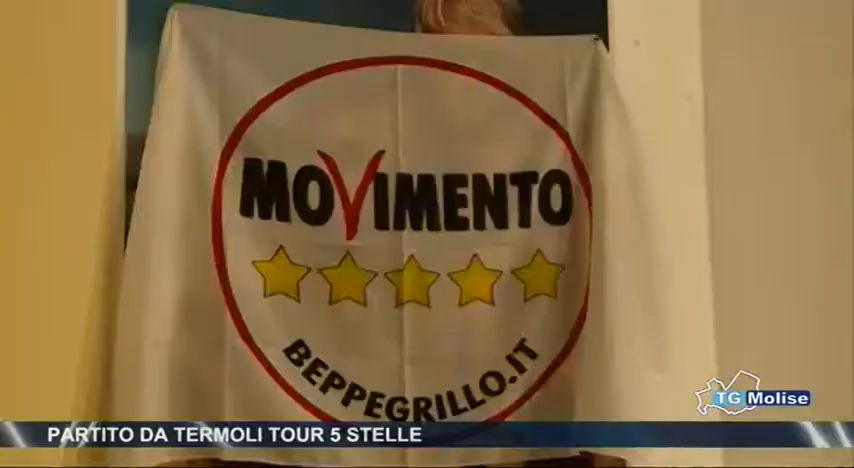 MOVIMENTO
BEPPEGRILLO.IT
TG Molise
PARTITO DA TERMOLI TOUR 5 STELLE